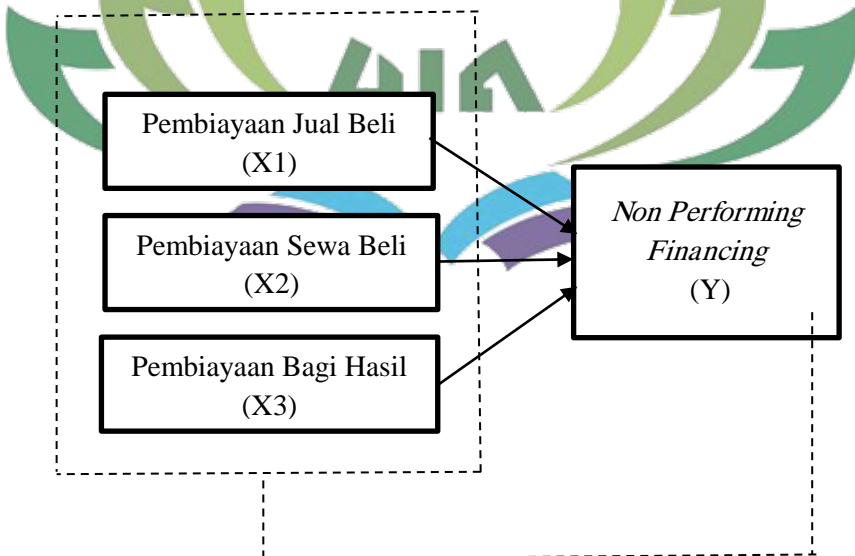 Pembiayaan Jual Beli
(X1)
Pembiayaan Sewa Beli
(X2)
Pembiayaan Bagi Hasil
(X3)
Non Performing
Financing
(Y)